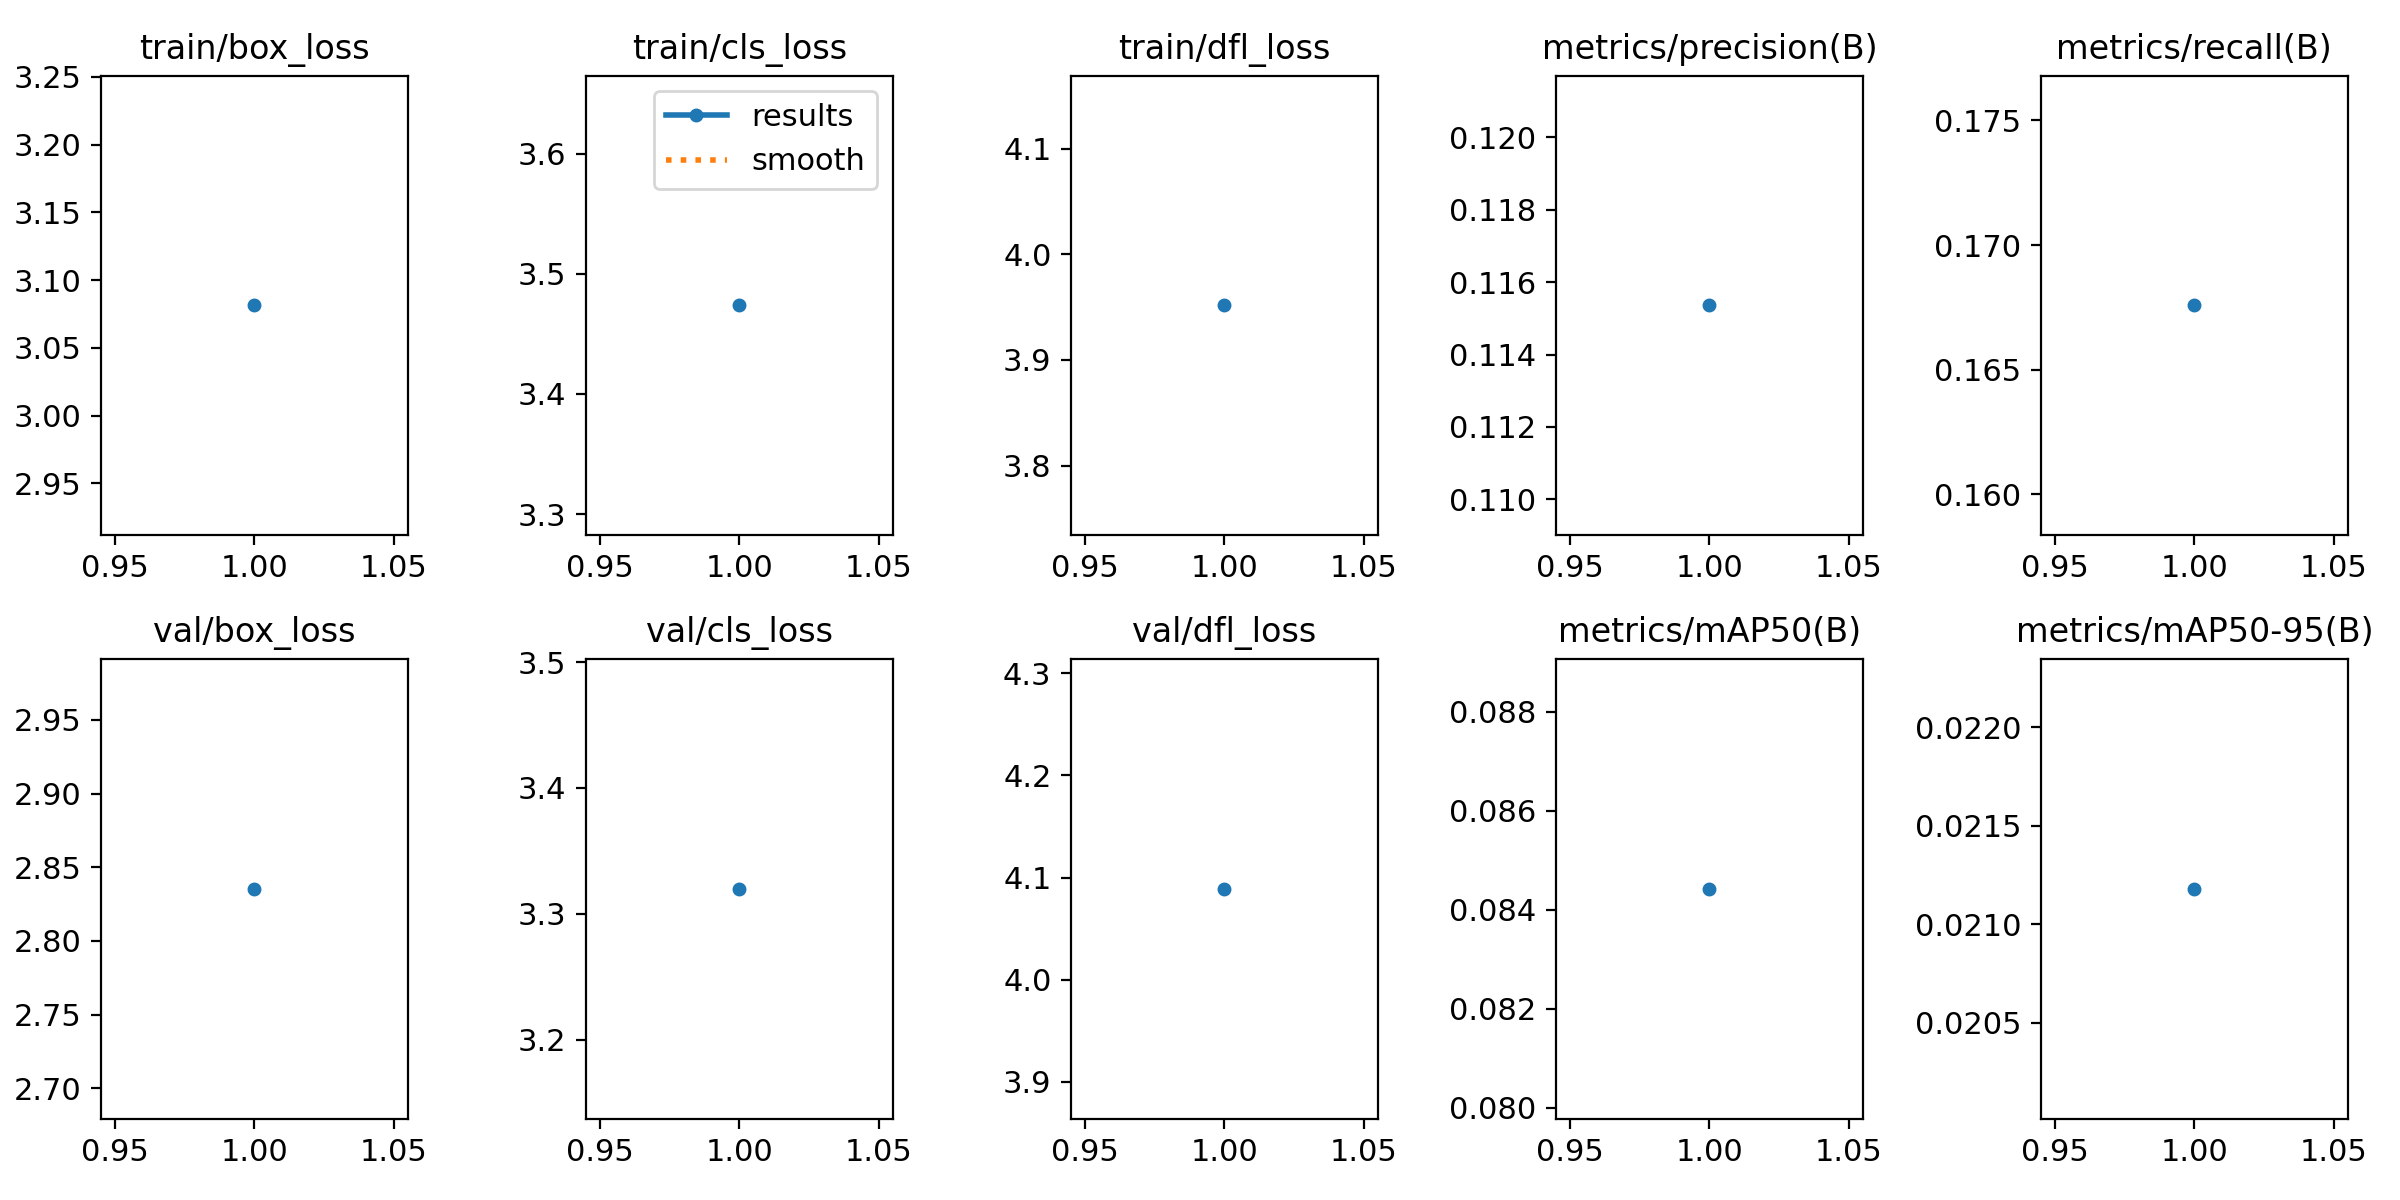 train/box_loss
3.25
3.20
3.15
3.10
3.05
3.00
2.95
0.95 1.00 1.05
train/cls_loss
results
smooth
3.6
3.5
3.4
3.3
0.95 1.00 1.05
train/dfl_loss
4.1
4.0
3.9
3.8
0.95 1.00 1.05
metrics/precision(B)
0.120
0.118
0.116
0.114
0.112
0.110
0.95 1.00 1.05
metrics/recall(B)
0.175
0.170
0.165
0.160
0.95 1.00 1.05
val/box_loss
2.95
2.90
2.85
2.80
2.75
2.70
0.95 1.00 1.05
val/cls_loss
3.5
3.4
3.3
3.2
0.95 1.00 1.05
val/dfl_loss
4.3
4.2
4.1
4.0
3.9
0.95 1.00 1.05
metrics/mAP50(B)
0.088
0.086
0.084
0.082
0.080
0.95 1.00 1.05
metrics/mAP50-95(B)
0.0220
0.0215
0.0210
0.0205
0.95 1.00 1.05